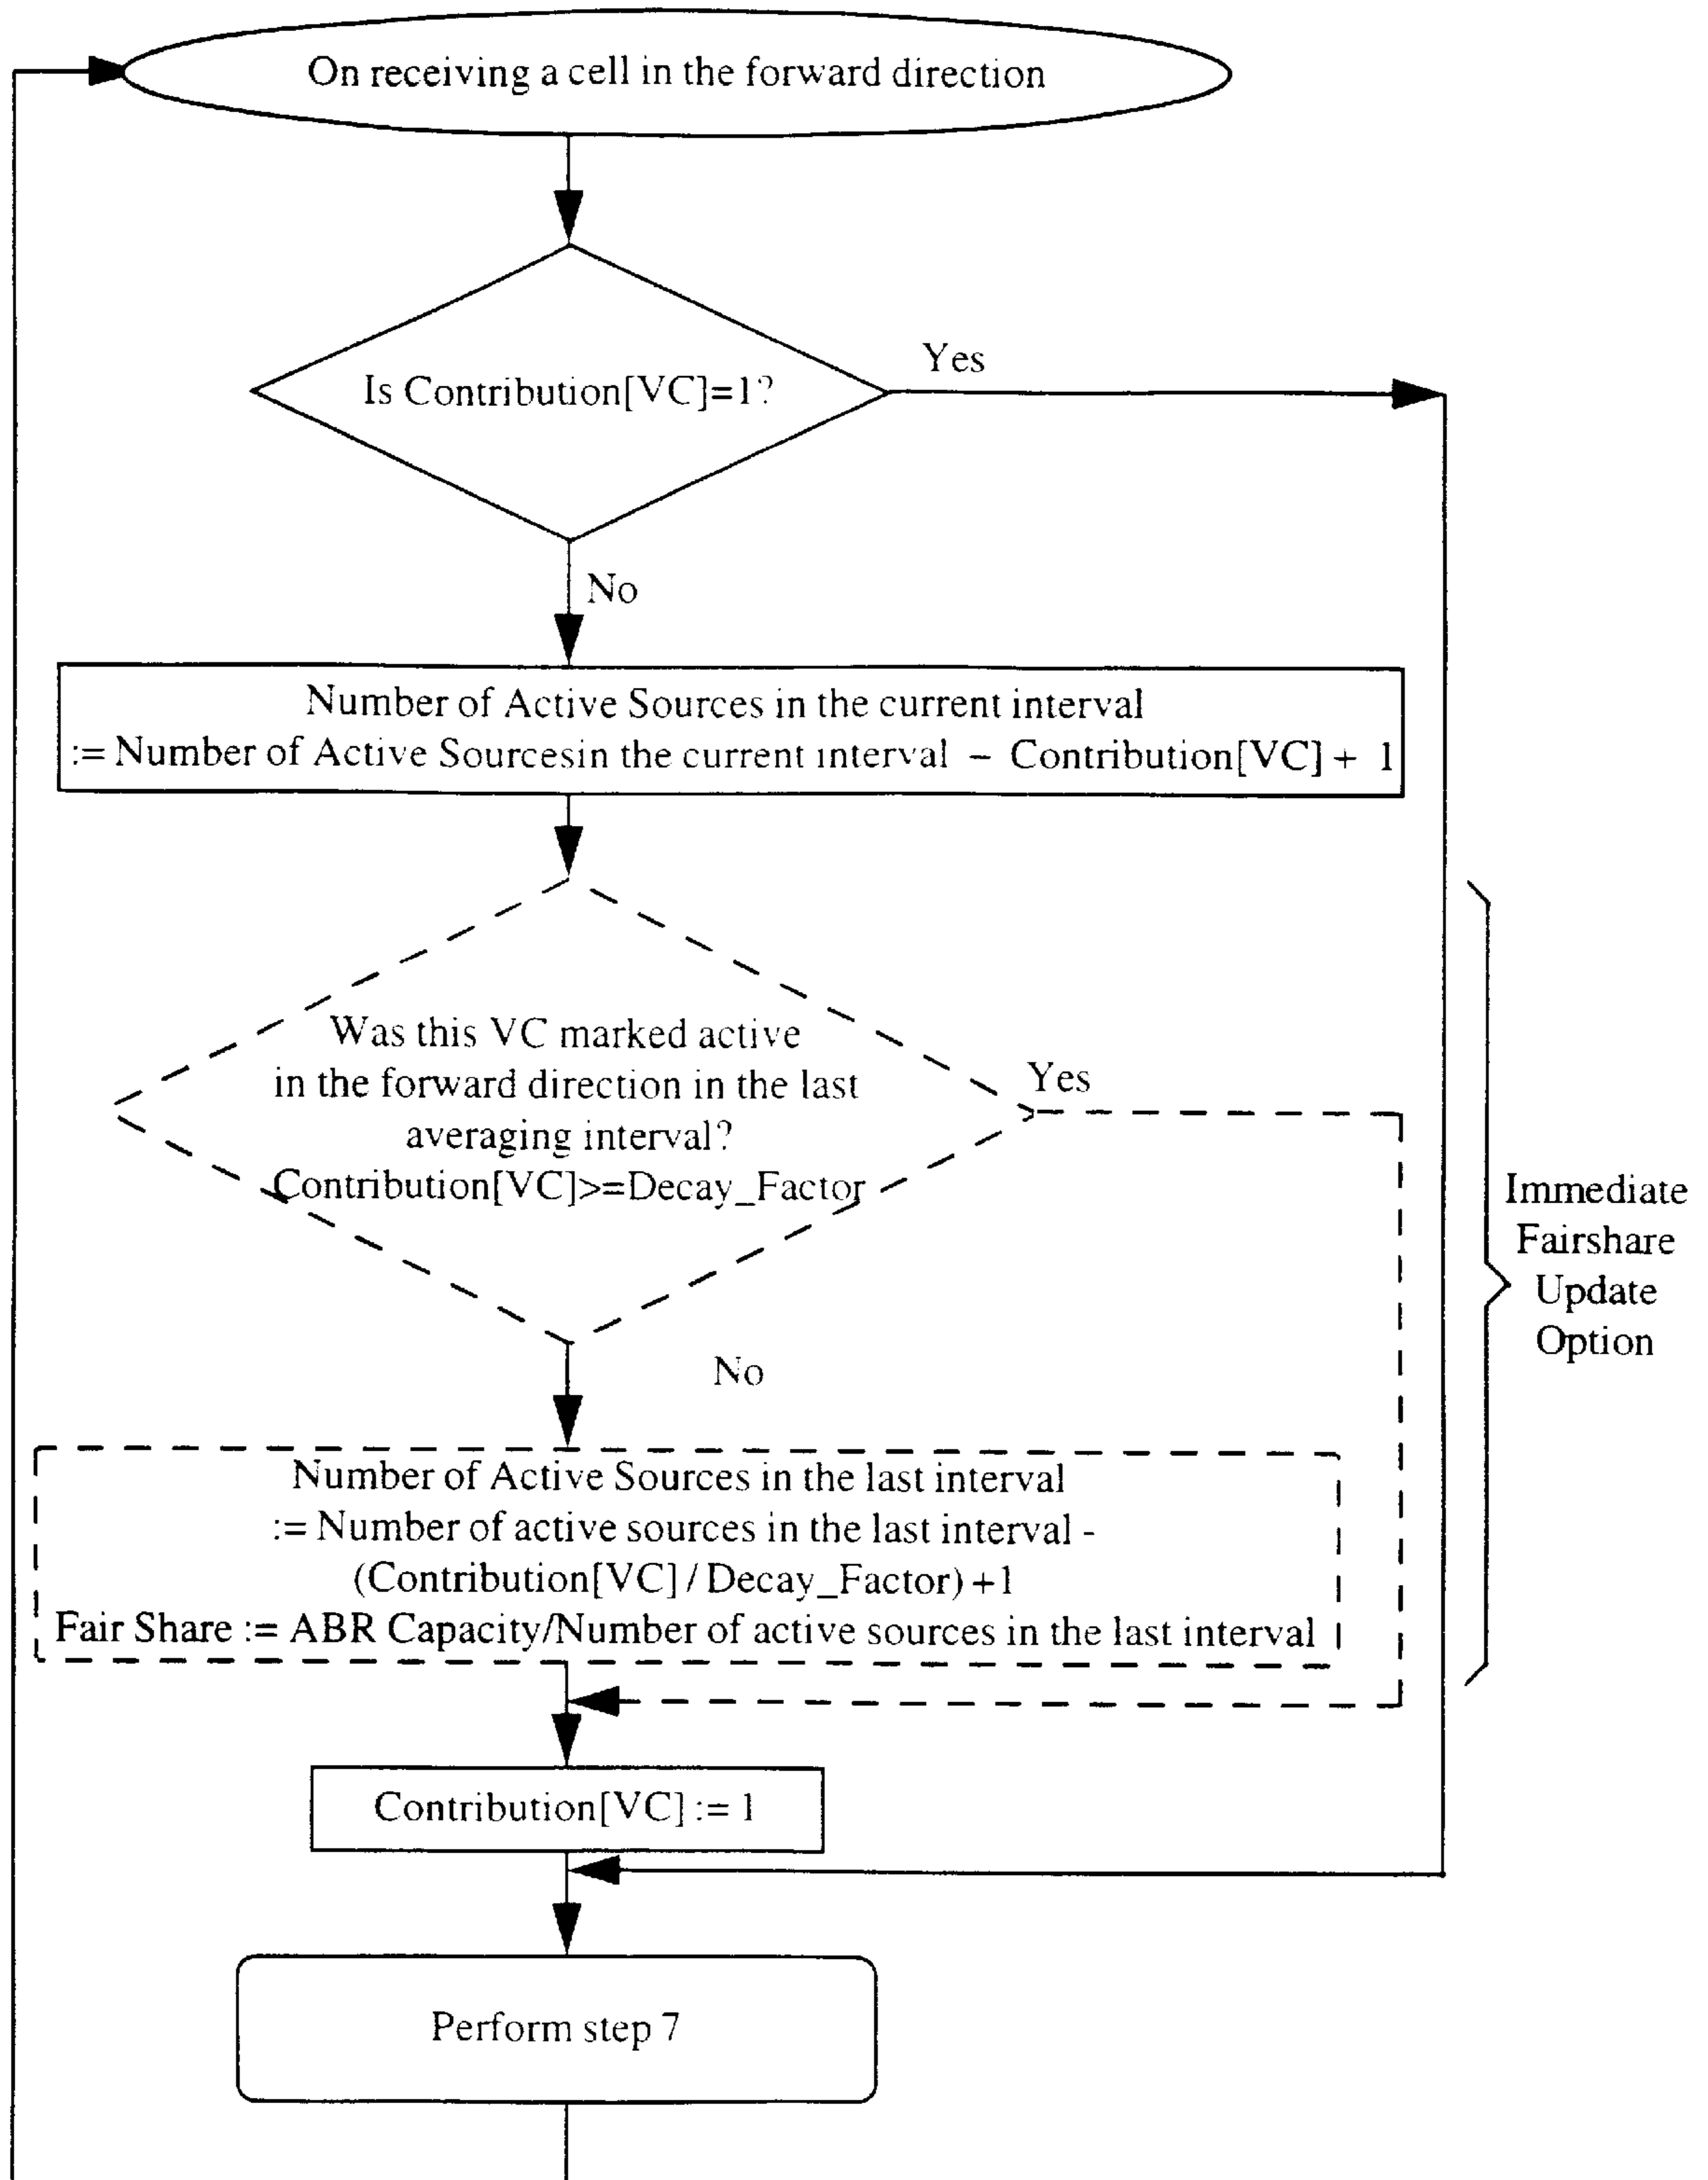 On receiving a cell in the forward direction
Is Contribution[VC]=1?
Yes
No
Number of Active Sources in the current interval
:= Number of Active Sourcesin the current interval – Contribution[VC] + 1
Was this VC marked active
in the forward direction in the last
averaging interval?
Contribution[VC]>=Decay_Factor
Yes
No
Immediate
Fairshare
Update
Option
Number of Active Sources in the last interval
:= Number of active sources in the last interval -
(Contribution[VC] / Decay_Factor) +1
Fair Share := ABR Capacity/Number of active sources in the last interval
Contribution[VC] := 1
Perform step 7